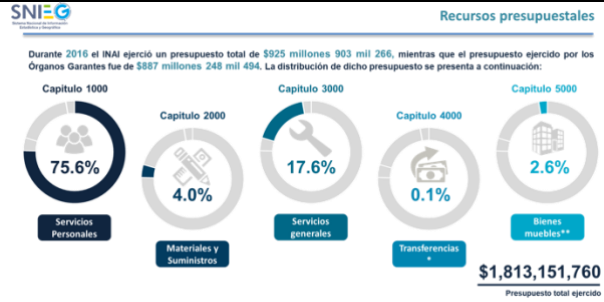 SNIEG
Sistema Nacional de Información
Estadística y Geográfica
Recursos presupuestales
Durante 2016 el INAI ejerció un presupuesto total de $925 millones 903 mil 266, mientras que el presupuesto ejercido por los
Órganos Garantes fue de $887 millones 248 mil 494. La distribución de dicho presupuesto se presenta a continuación:
Capítulo 1000
75.6%
Servicios
Personales
Capítulo 2000
4.0%
Materiales y
Suministros
Capítulo 3000
17.6%
Servicios
generales
Capítulo 4000
0.1%
Transferencias
*
Capítulo 5000
2.6%
Bienes
muebles**
$1,813,151,760
Presupuesto total ejercido